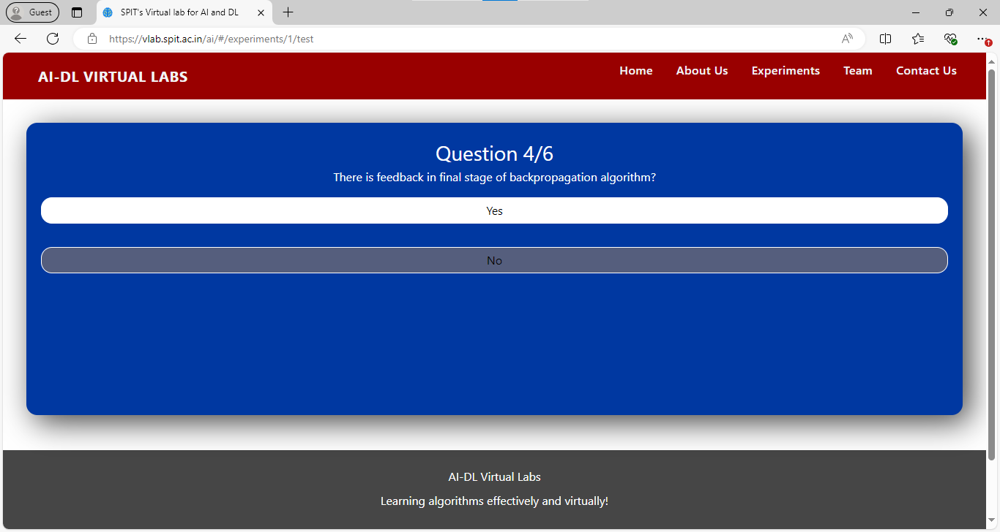 Guest
SPIT's Virtual lab for AI and DL
https://vlab.spit.ac.in/ai/#/experiments/1/test
AI-DL VIRTUAL LABS
Home About Us Experiments Team Contact Us
Question 4/6
There is feedback in final stage of backpropagation algorithm?
Yes
No
AI-DL Virtual Labs
Learning algorithms effectively and virtually!